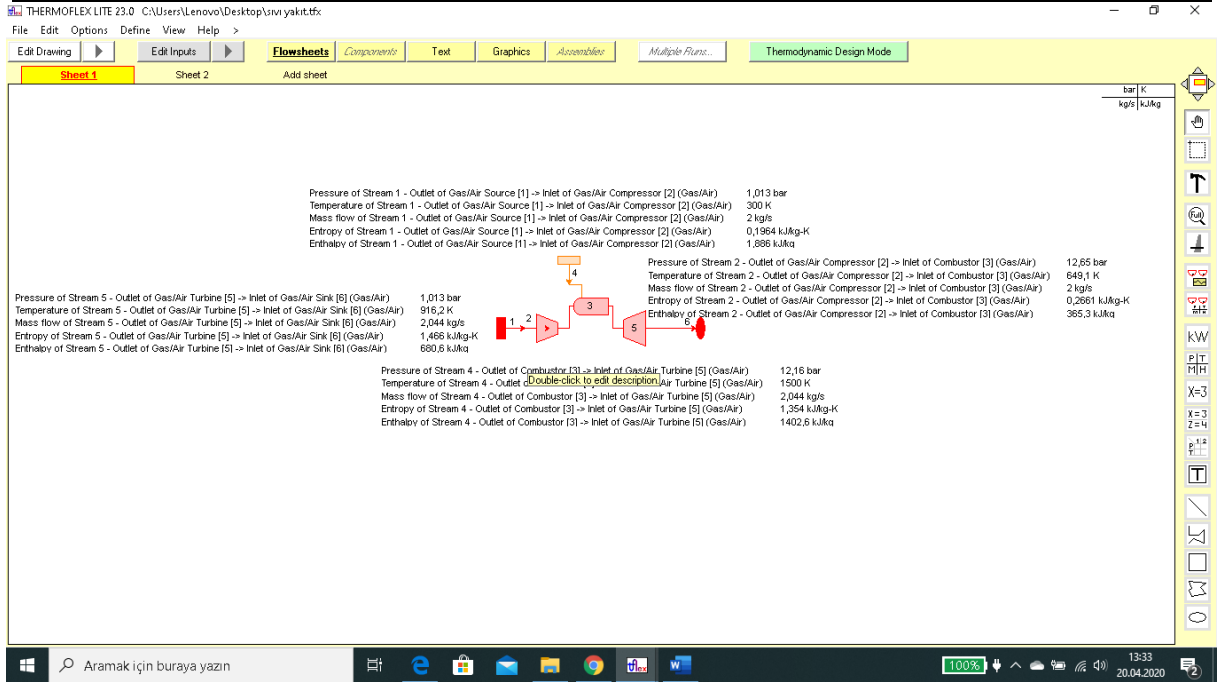 THERMOFLEX LITE 23.0 C:\Users\Lenovo\Desktop\sıvı yakıt.tfx
File Edit Options Define View Help >
Edit Drawing Edit Inputs Flowsheets Components Text Graphics Assemblies Multiple Runs... Thermodynamic Design Mode
Sheet 1 Sheet 2 Add sheet
bar K
kg/s kJ/kg
Pressure of Stream 1 - Outlet of Gas/Air Source [1] -> Inlet of Gas/Air Compressor [2] (Gas/Air) 1,013 bar
Temperature of Stream 1 - Outlet of Gas/Air Source [1] -> Inlet of Gas/Air Compressor [2] (Gas/Air) 300 K
Mass flow of Stream 1 - Outlet of Gas/Air Source [1] -> Inlet of Gas/Air Compressor [2] (Gas/Air) 2 kg/s
Entropy of Stream 1 - Outlet of Gas/Air Source [1] -> Inlet of Gas/Air Compressor [2] (Gas/Air) 0,1964 kJ/kg-K
Enthalpy of Stream 1 - Outlet of Gas/Air Source [1] -> Inlet of Gas/Air Compressor [2] (Gas/Air) 1,886 kJ/kg
Pressure of Stream 2 - Outlet of Gas/Air Compressor [2] -> Inlet of Combustor [3] (Gas/Air) 12,65 bar
Temperature of Stream 2 - Outlet of Gas/Air Compressor [2] -> Inlet of Combustor [3] (Gas/Air) 649,1 K
Mass flow of Stream 2 - Outlet of Gas/Air Compressor [2] -> Inlet of Combustor [3] (Gas/Air) 2 kg/s
Entropy of Stream 2 - Outlet of Gas/Air Compressor [2] -> Inlet of Combustor [3] (Gas/Air) 0,2661 kJ/kg-K
Enthalpy of Stream 2 - Outlet of Gas/Air Compressor [2] -> Inlet of Combustor [3] (Gas/Air) 365,3 kJ/kg
4
3
1 2 5 6
Pressure of Stream 5 - Outlet of Gas/Air Turbine [5] -> Inlet of Gas/Air Sink [6] (Gas/Air) 1,013 bar
Temperature of Stream 5 - Outlet of Gas/Air Turbine [5] -> Inlet of Gas/Air Sink [6] (Gas/Air) 916,2 K
Mass flow of Stream 5 - Outlet of Gas/Air Turbine [5] -> Inlet of Gas/Air Sink [6] (Gas/Air) 2,044 kg/s
Entropy of Stream 5 - Outlet of Gas/Air Turbine [5] -> Inlet of Gas/Air Sink [6] (Gas/Air) 1,466 kJ/kg-K
Enthalpy of Stream 5 - Outlet of Gas/Air Turbine [5] -> Inlet of Gas/Air Sink [6] (Gas/Air) 680,6 kJ/kg
Pressure of Stream 4 - Outlet of Combustor [3] -> Inlet of Gas/Air Turbine [5] (Gas/Air) 12,16 bar
Temperature of Stream 4 - Outlet Air Turbine [5] (Gas/Air) 1500 K
Double-click to edit description.
Mass flow of Stream 4 - Outlet of Combustor [3] -> Inlet of Gas/Air Turbine [5] (Gas/Air) 2,044 kg/s
Entropy of Stream 4 - Outlet of Combustor [3] -> Inlet of Gas/Air Turbine [5] (Gas/Air) 1,354 kJ/kg-K
Enthalpy of Stream 4 - Outlet of Combustor [3] -> Inlet of Gas/Air Turbine [5] (Gas/Air) 1402,6 kJ/kg
Full
kW
P T
M H
X=3
X=3
Z=4
T
Aramak için buraya yazın
flex
W
100%
13:33
20.04.2020
2